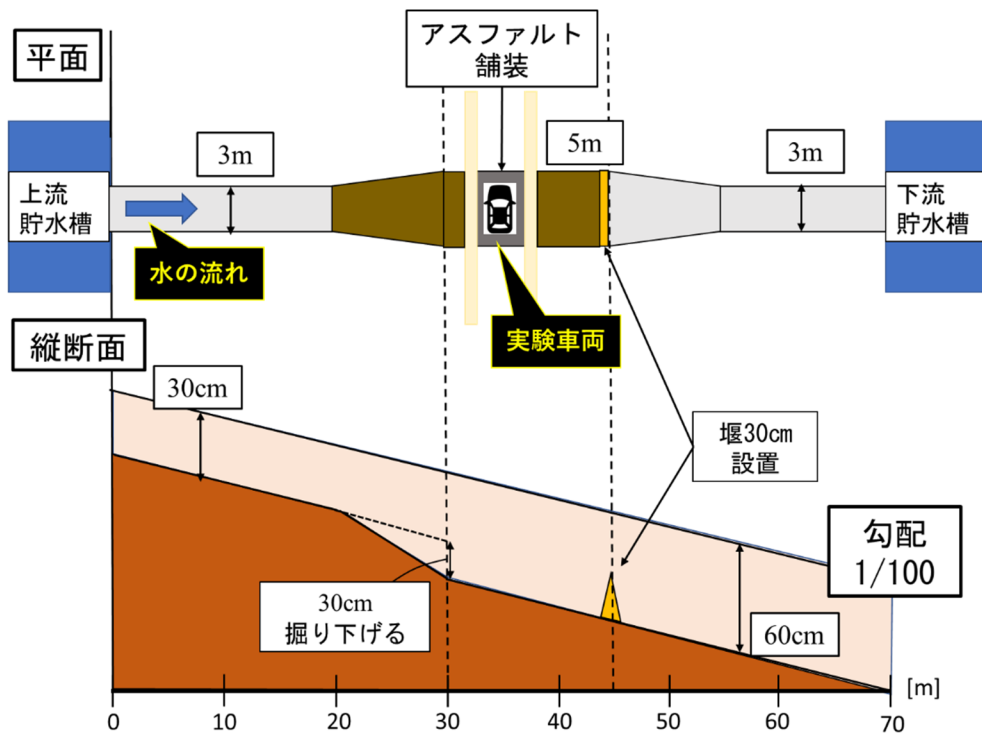 アスファルト
舗装
平面
5m
3m
3m
上流
貯水槽
下流
貯水槽
水の流れ
実験車両
縦断面
30cm
堰30cm
設置
勾配
1/100
30cm
掘り下げる
60cm
[m]
0 10 20 30 40 50 60 70